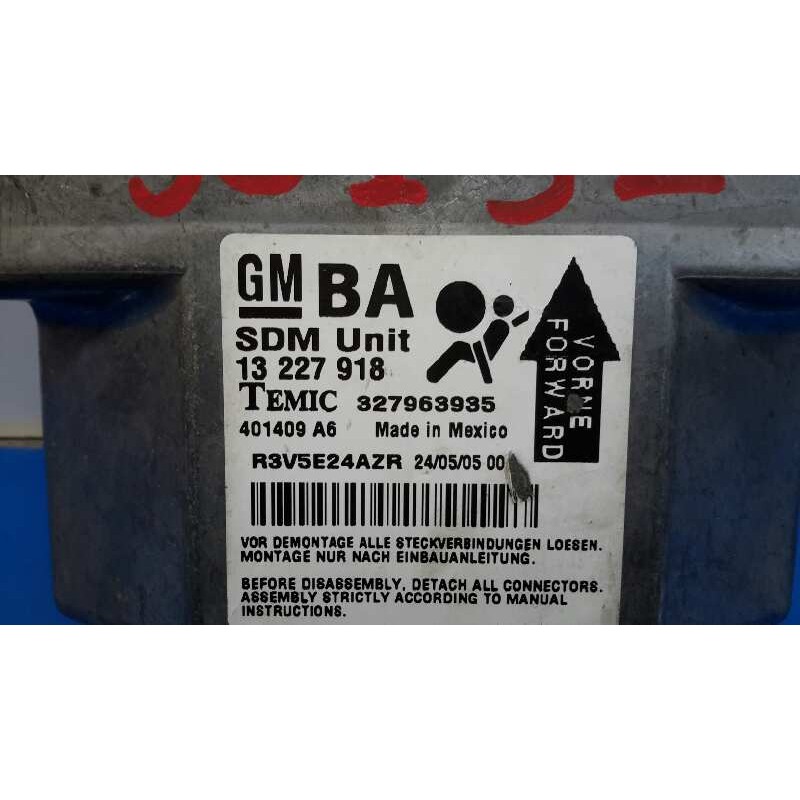 GM BA
SDM Unit
13 227 918
TEMIC 327963935
401409 A6 Made in Mexico
R3V5E24AZR 24/05/05 00
VORNE
FORWARD
VOR DEMONTAGE ALLE STECKVERBINDUNGEN LOESEN.
MONTAGE NUR NACH EINBAUANLEITUNG.
BEFORE DISASSEMBLY, DETACH ALL CONNECTORS.
ASSEMBLY STRICTLY ACCORDING TO MANUAL
INSTRUCTIONS.